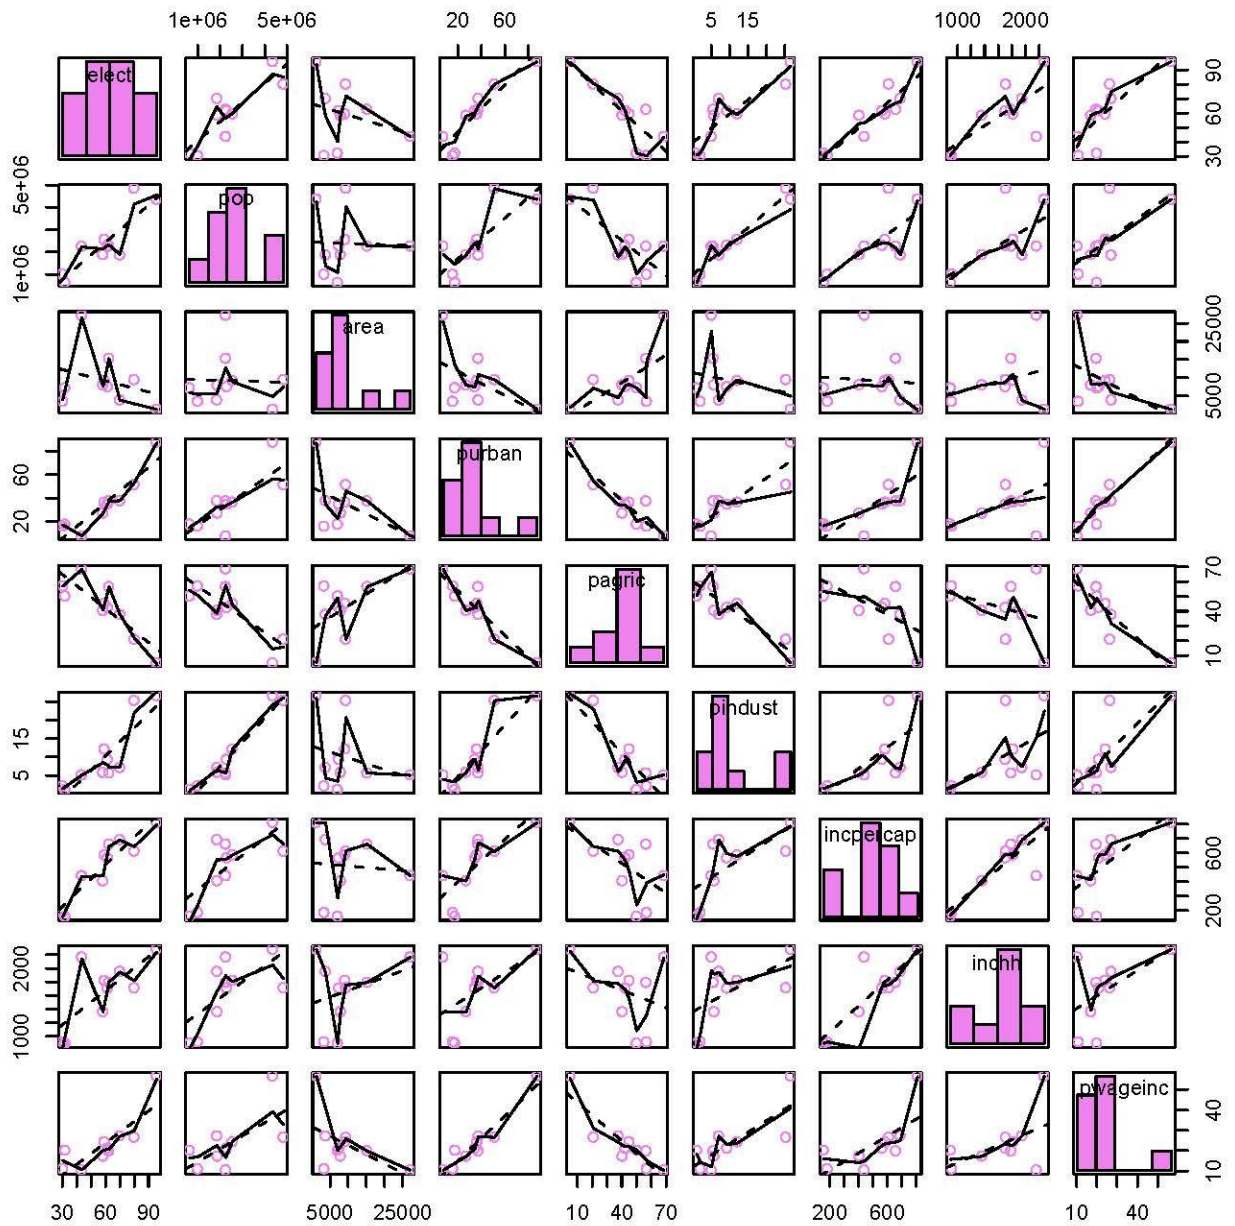 1e+06 5e+06 20 60 5 15 1000 2000
elect 30 60 90
1e+06 5e+06 pop
area 5000 25000
20 60 purban
pagric 10 40 70
5 15 pindust
incpercap 200 600
1000 2000 inchh
pwageinc 10 40
30 60 90 5000 25000 10 40 70 200 600 10 40